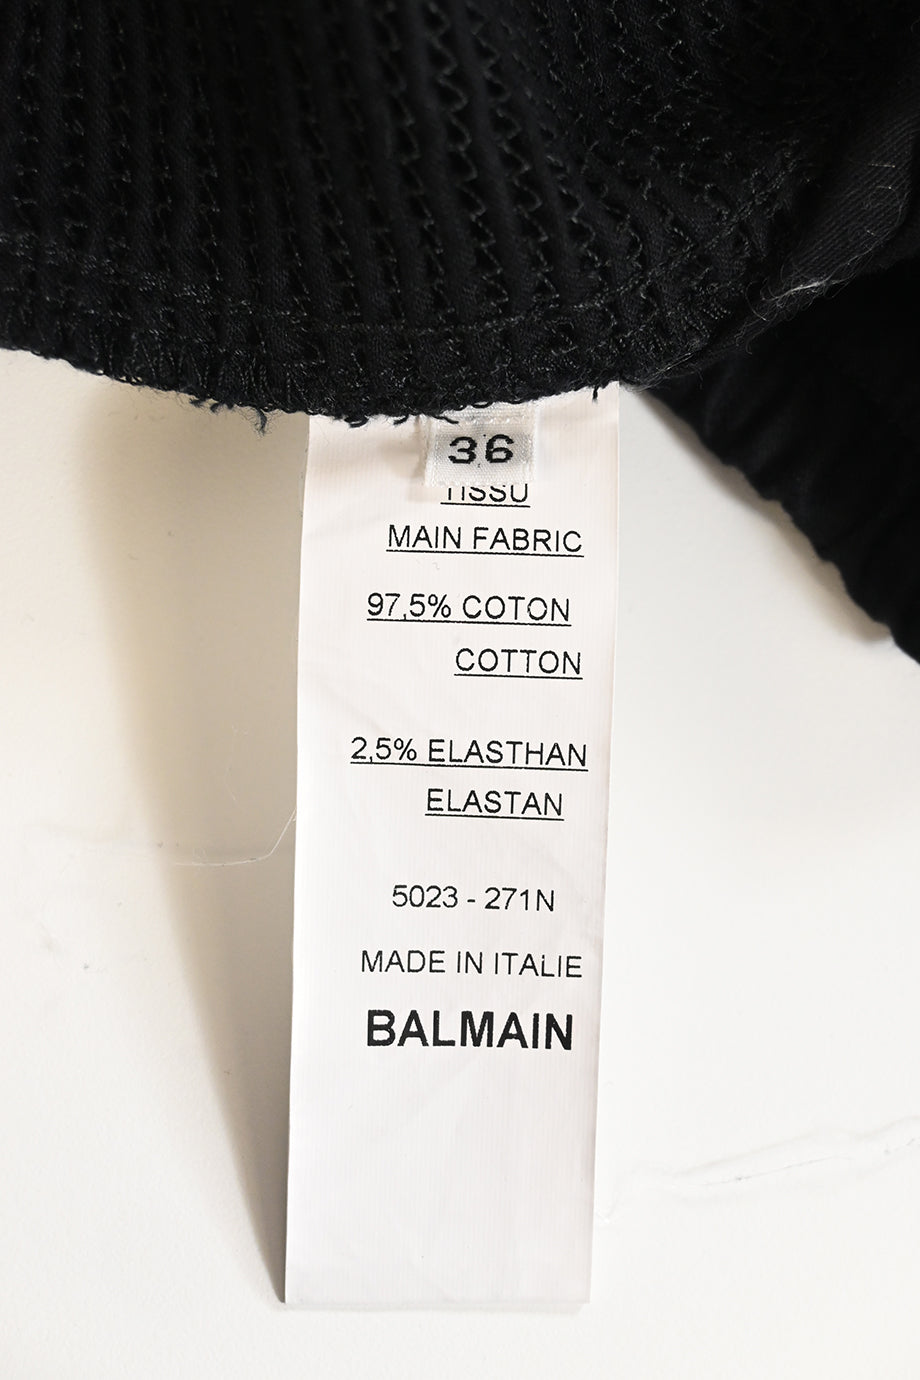 36
TISSU
MAIN FABRIC
97,5% COTON
COTTON
2,5% ELASTHAN
ELASTAN
5023 - 271N
MADE IN ITALIE
BALMAIN